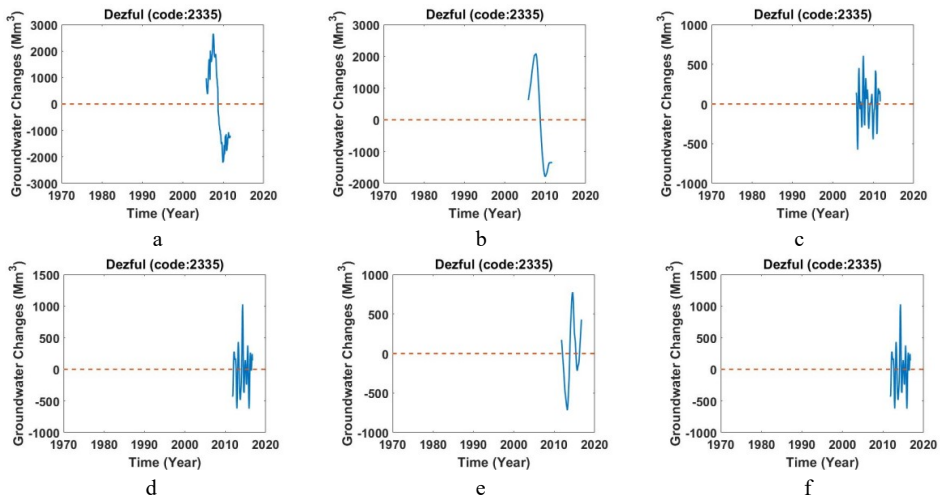 Dezful (code:2335)
Groundwater Changes (Mm³)
3000
2000
1000
0
-1000
-2000
-3000
1970 1980 1990 2000 2010 2020
Time (Year)
a
Dezful (code:2335)
Groundwater Changes (Mm³)
3000
2000
1000
0
-1000
-2000
1970 1980 1990 2000 2010 2020
Time (Year)
b
Dezful (code:2335)
Groundwater Changes (Mm³)
1000
500
0
-500
-1000
1970 1980 1990 2000 2010 2020
Time (Year)
c
Dezful (code:2335)
Groundwater Changes (Mm³)
1500
1000
500
0
-500
-1000
1970 1980 1990 2000 2010 2020
Time (Year)
d
Dezful (code:2335)
Groundwater Changes (Mm³)
1000
500
0
-500
-1000
1970 1980 1990 2000 2010 2020
Time (Year)
e
Dezful (code:2335)
Groundwater Changes (Mm³)
1500
1000
500
0
-500
-1000
1970 1980 1990 2000 2010 2020
Time (Year)
f